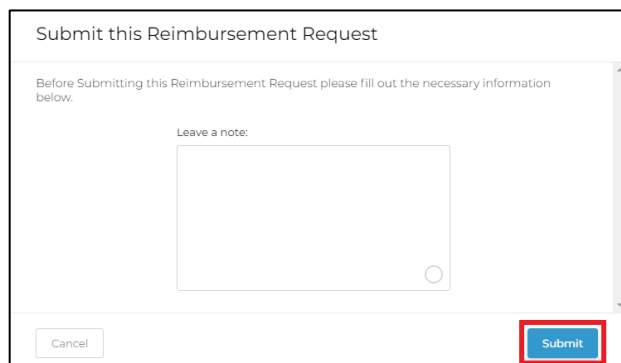 Submit this Reimbursement Request
Before Submitting this Reimbursement Request please fill out the necessary information
below.
Leave a note:
Cancel
Submit